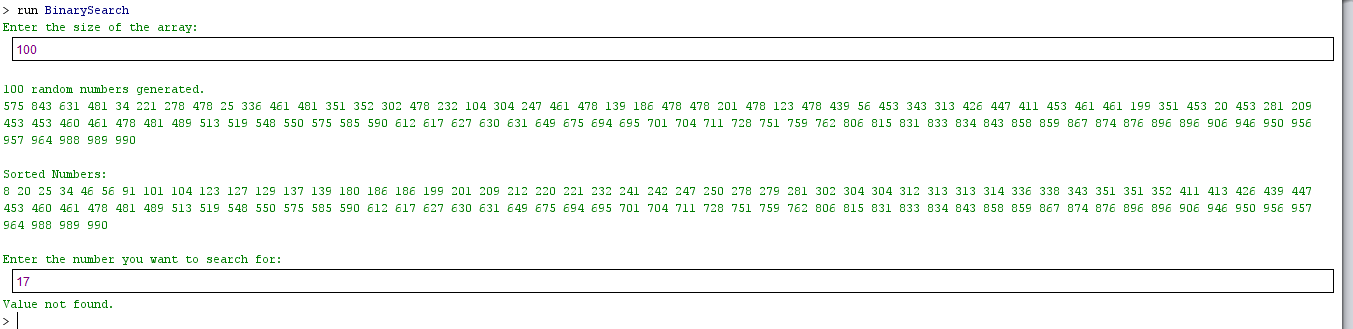 > run BinarySearch
Enter the size of the array:
100
100 random numbers generated.
575 843 631 481 34 221 278 478 25 336 461 481 351 352 302 478 232 104 304 247 461 478 139 186 478 478 201 478 123 478 439 56 453 343 313 426 447 411 453 461 461 199 351 453 20 453 281 209
453 453 460 461 478 481 489 513 519 548 550 575 585 590 612 617 627 630 631 649 675 694 695 701 704 711 728 751 759 762 806 815 831 833 834 843 858 859 867 874 876 896 896 906 946 950 956
957 964 988 989 990
Sorted Numbers:
8 20 25 34 46 56 91 101 104 123 127 129 137 139 180 186 186 199 201 209 212 220 221 232 241 242 247 250 278 279 281 302 304 304 312 313 313 314 336 338 343 351 351 352 411 413 426 439 447
453 460 461 478 481 489 513 519 548 550 575 585 590 612 617 627 630 631 649 675 694 695 701 704 711 728 751 759 762 806 815 831 833 834 843 858 859 867 874 876 896 896 906 946 950 956 957
964 988 989 990
Enter the number you want to search for:
17
Value not found.
>